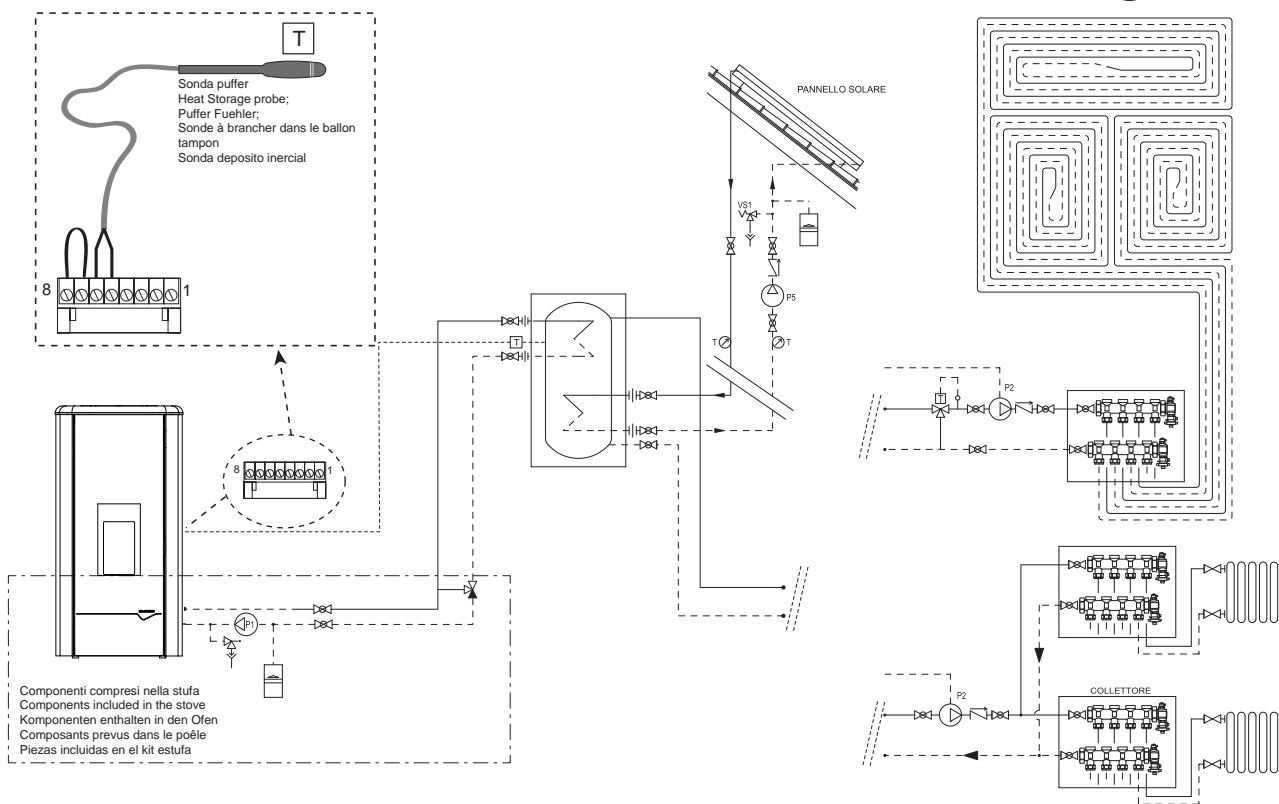 T
Sonda puffer
Heat Storage probe;
Puffer Fuehler;
Sonde à brancher dans le ballon
tampon
Sonda deposito inercial
8
1
PANNELLO SOLARE
VS1
P5
T
T
T
8
1
P1
Componenti compresi nella stufa
Components included in the stove
Komponenten enthalten in den Ofen
Composants prevus dans le poêle
Piezas incluidas en el kit estufa
T
P2
P2
COLLETTORE